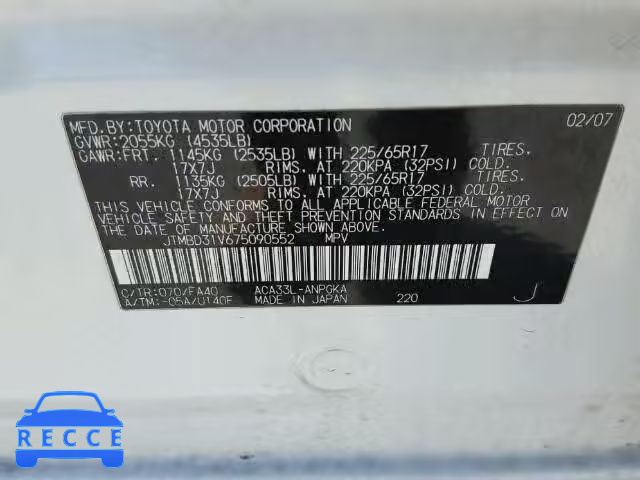 MFD.BY:TOYOTA MOTOR CORPORATION 02/07
GVWR:2055KG (4535LB)
GAWR:FRT. 1145KG (2535LB) WITH 225/65R17 TIRES.
17X7J RIMS. AT 220KPA (32PSI) COLD.
RR. 1135KG (2505LB) WITH 225/65R17 TIRES.
17X7J RIMS. AT 220KPA (32PSI) COLD.
THIS VEHICLE CONFORMS TO ALL APPLICABLE FEDERAL MOTOR
VEHICLE SAFETY AND THEFT PREVENTION STANDARDS IN EFFECT ON
THE DATE OF MANUFACTURE SHOWN ABOVE.
JTMBD31V675090552 MPV
C/TR:070/FA40 ACA33L-ANPGKA
A/TM:-05A/U140F MADE IN JAPAN 220 J
RECCE